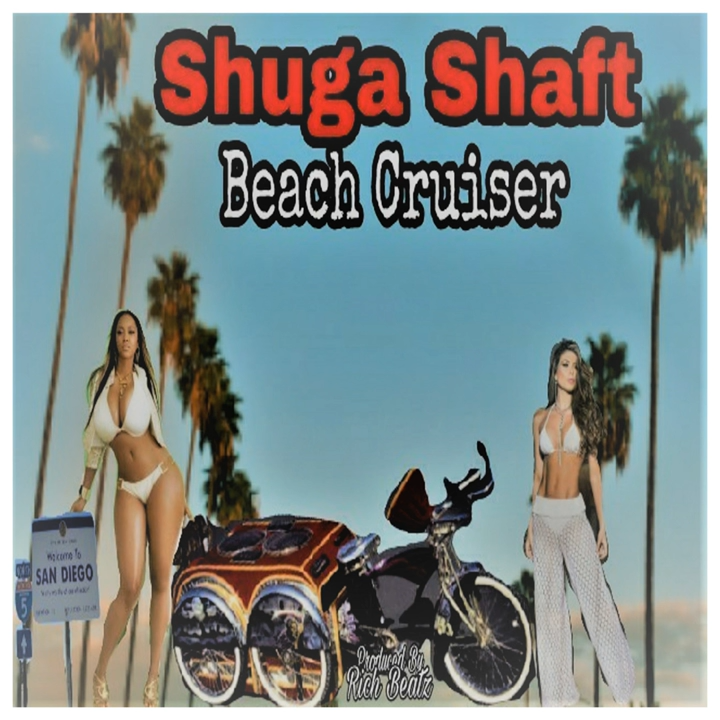 Shuga Shaft
Beach Cruiser
Welcome To
SAN DIEGO
5
Produced By
Rich Beatz